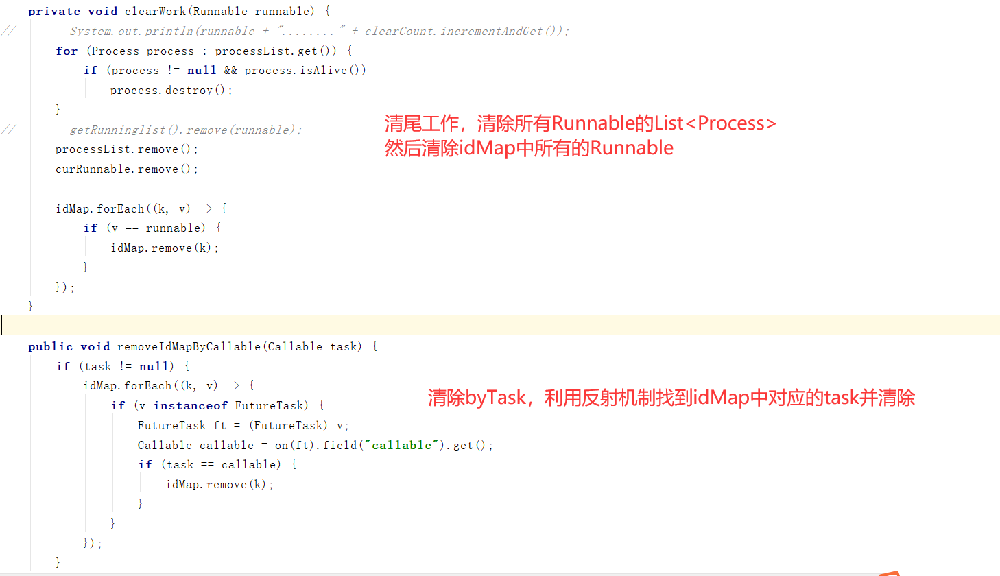 private void clearWork(Runnable runnable) {
//        System.out.println(runnable + "........" + clearCount.incrementAndGet());
for (Process process : processList.get()) {
if (process != null && process.isAlive())
process.destroy();
}
//        getRunninglist().remove(runnable);
清尾工作，清除所有Runnable的List<Process>
然后清除idMap中所有的Runnable
processList.remove();
curRunnable.remove();
idMap.forEach((k, v) -> {
if (v == runnable) {
idMap.remove(k);
}
});
}
public void removeIdMapByCallable(Callable task) {
if (task != null) {
idMap.forEach((k, v) -> {
清除byTask，利用反射机制找到idMap中对应的task并清除
if (v instanceof FutureTask) {
FutureTask ft = (FutureTask) v;
Callable callable = on(ft).field("callable").get();
if (task == callable) {
idMap.remove(k);
}
}
});
}